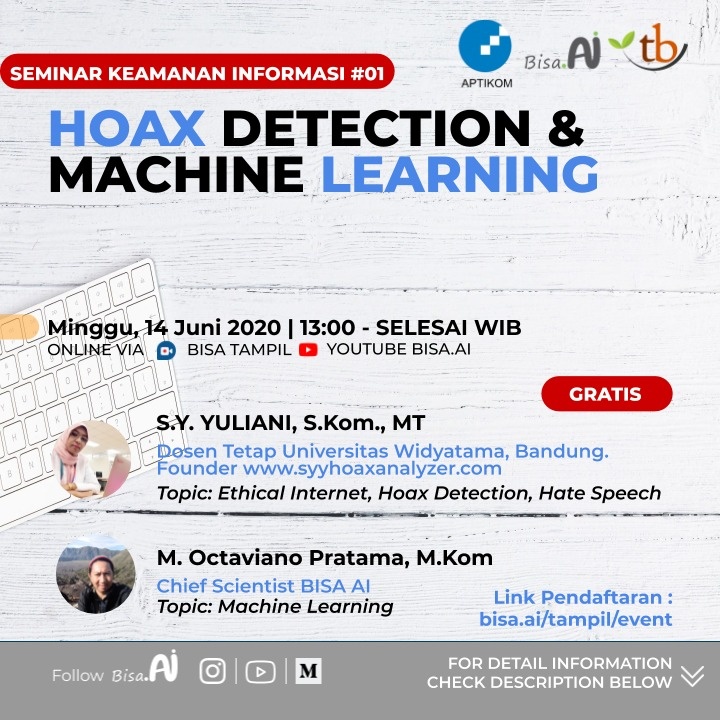 APTIKOM
Bisa.AI
tb
SEMINAR KEAMANAN INFORMASI #01
HOAX DETECTION &
MACHINE LEARNING
Minggu, 14 Juni 2020 | 13:00 - SELESAI WIB
ONLINE VIA BISA TAMPIL YOUTUBE BISA.AI
GRATIS
S.Y. YULIANI, S.Kom., MT
Dosen Tetap Universitas Widyatama, Bandung.
Founder www.syyhoaxanalyzer.com
Topic: Ethical Internet, Hoax Detection, Hate Speech
M. Octaviano Pratama, M.Kom
Chief Scientist BISA AI
Topic: Machine Learning
Link Pendaftaran :
bisa.ai/tampil/event
Follow Bisa.AI
M
FOR DETAIL INFORMATION
CHECK DESCRIPTION BELOW